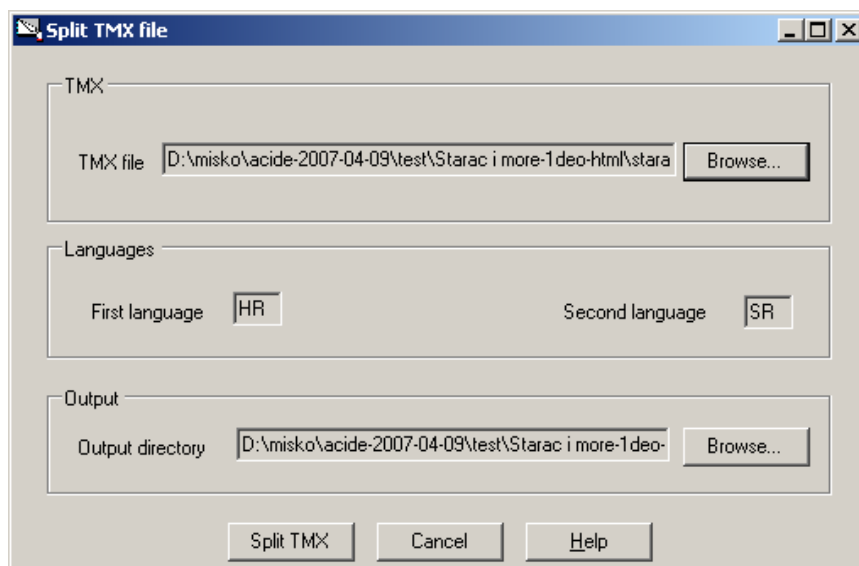 Split TMX file
TMX
TMX file D:\misko\acide-2007-04-09\test\Starac i more-1deo-html\stara Browse...
Languages
First language HR Second language SR
Output
Output directory D:\misko\acide-2007-04-09\test\Starac i more-1deo- Browse...
Split TMX Cancel Help